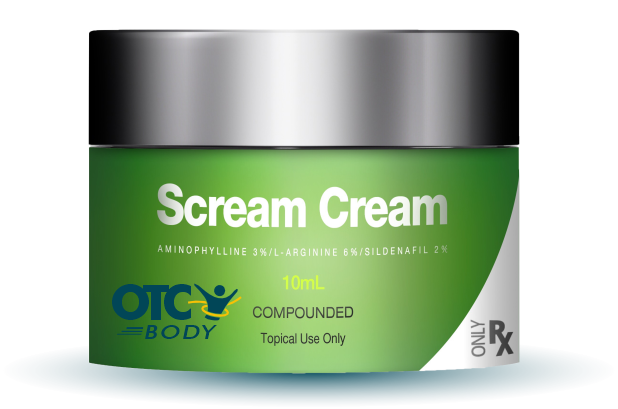 Scream Cream
AMINOPHYLLINE 3%/L-ARGININE 6%/SILDENAFIL 2%
10mL
OTC
BODY
COMPOUNDED
Topical Use Only
ONLY
Rx